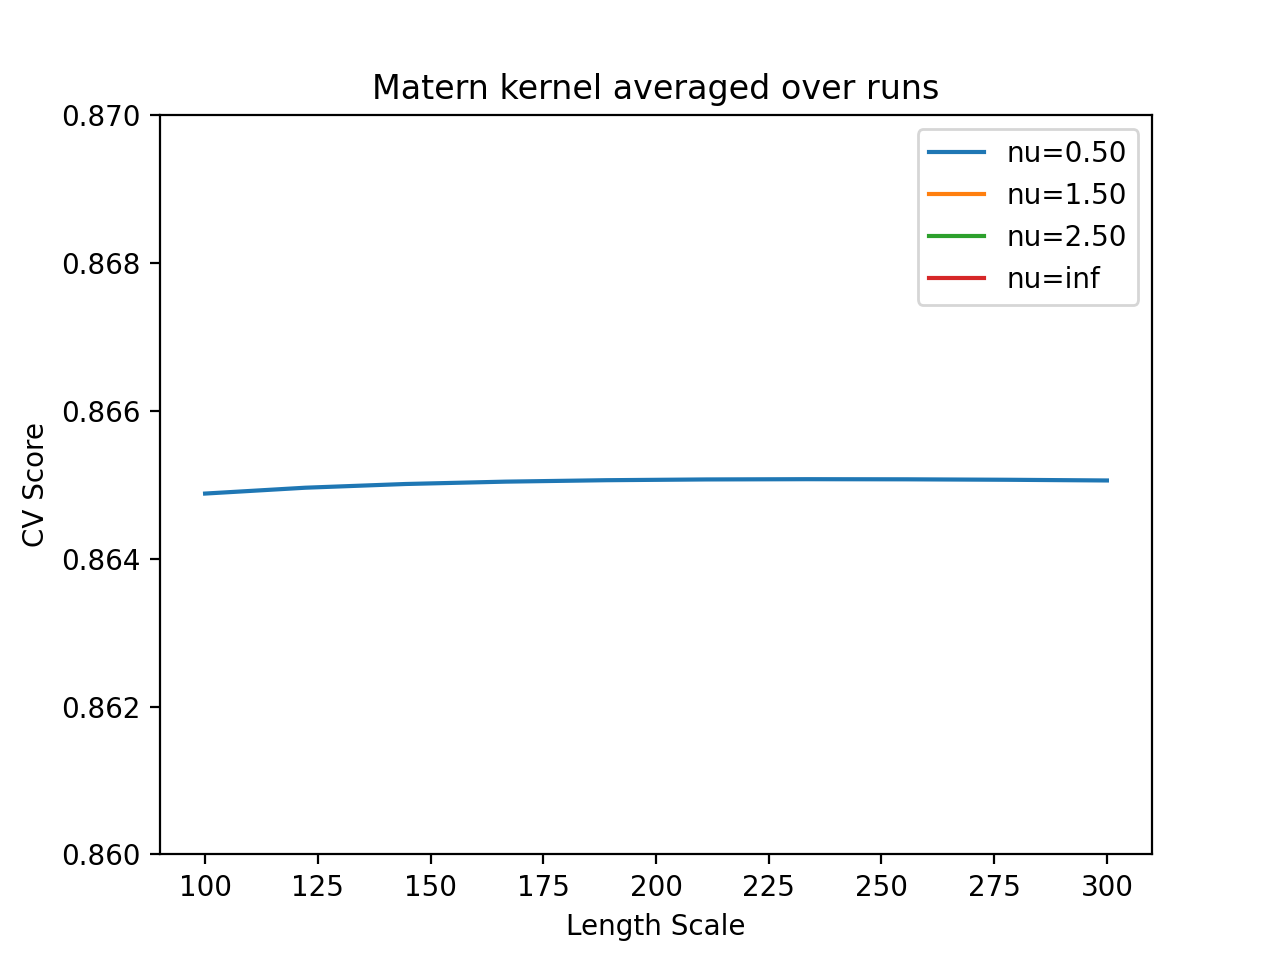 Matern kernel averaged over runs
0.870
0.868
0.866
0.864
0.862
0.860
CV Score
nu=0.50
nu=1.50
nu=2.50
nu=inf
100 125 150 175 200 225 250 275 300
Length Scale